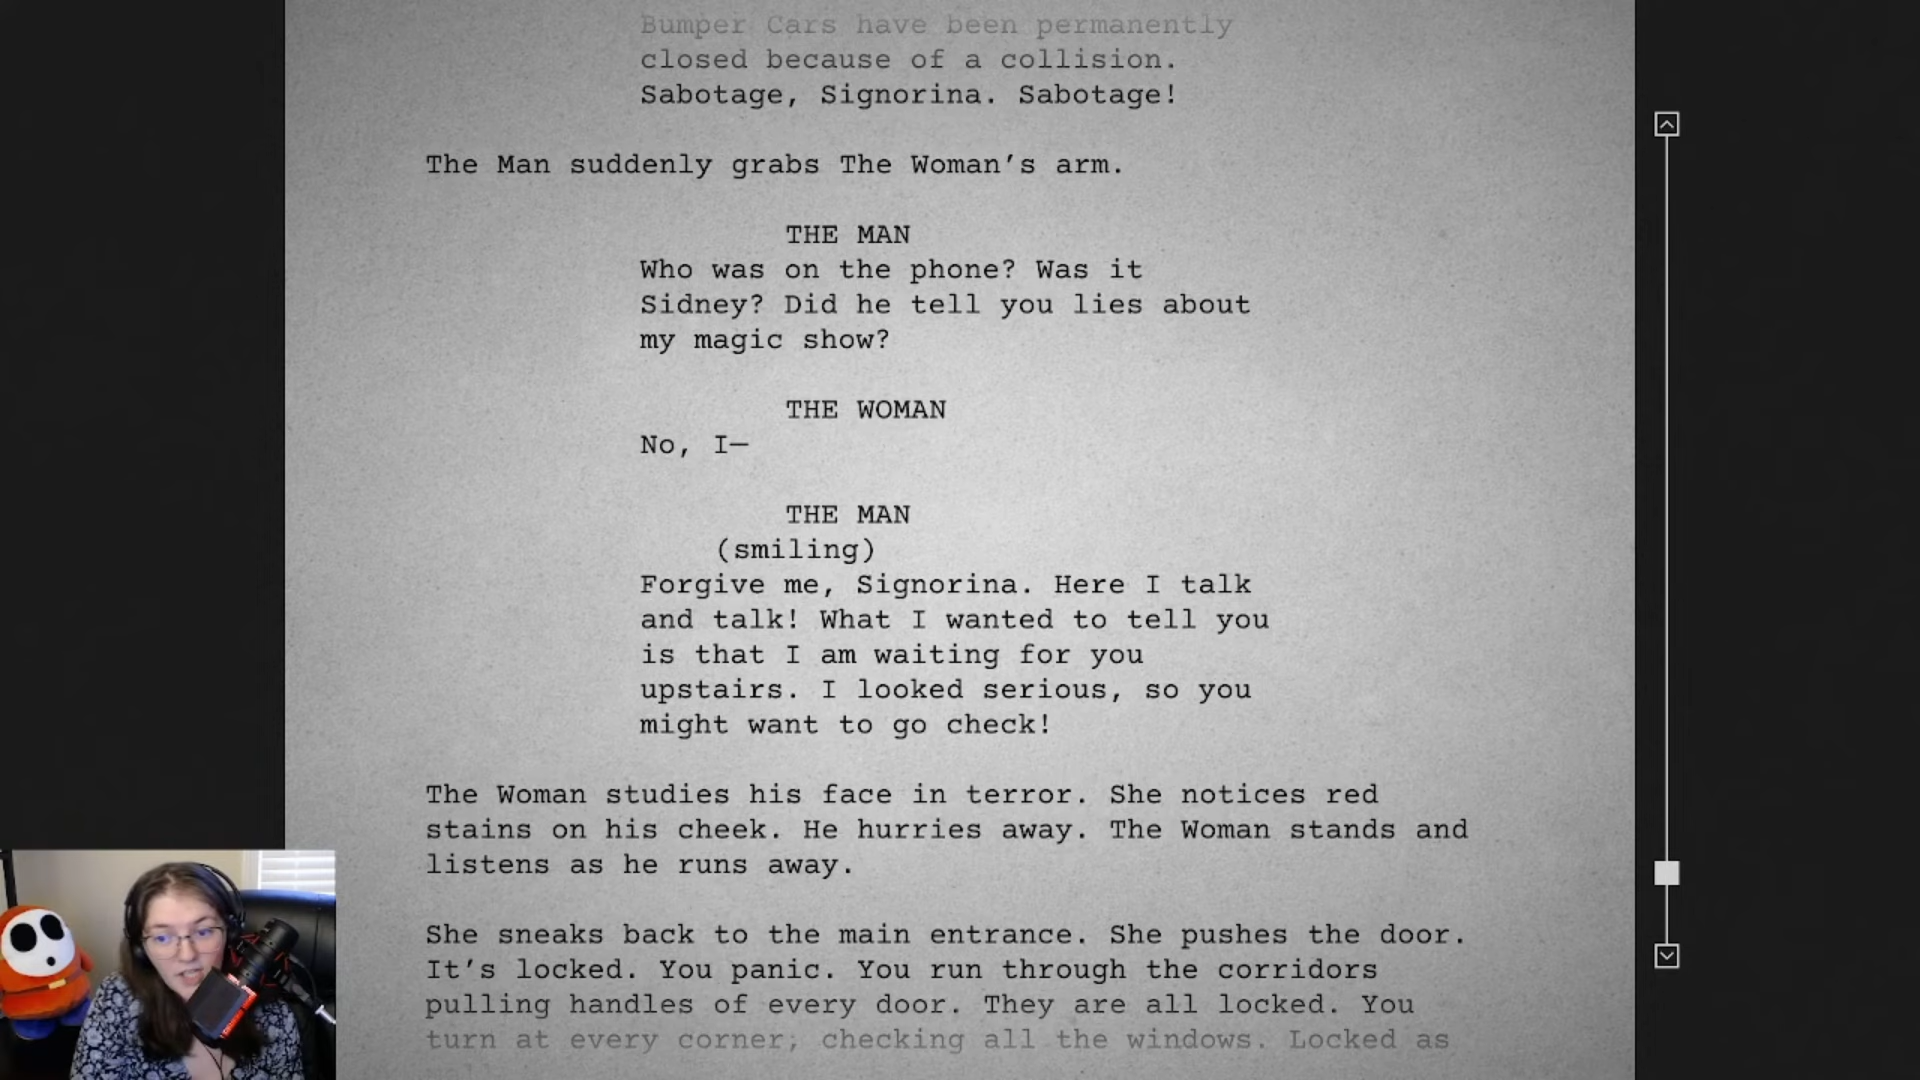 Bumper Cars have been permanently
closed because of a collision.
Sabotage, Signorina. Sabotage!
The Man suddenly grabs The Woman’s arm.
THE MAN
Who was on the phone? Was it
Sidney? Did he tell you lies about
my magic show?
THE WOMAN
No, I—
THE MAN
(smiling)
Forgive me, Signorina. Here I talk
and talk! What I wanted to tell you
is that I am waiting for you
upstairs. I looked serious, so you
might want to go check!
The Woman studies his face in terror. She notices red
stains on his cheek. He hurries away. The Woman stands and
listens as he runs away.
She sneaks back to the main entrance. She pushes the door.
It’s locked. You panic. You run through the corridors
pulling handles of every door. They are all locked. You
turn at every corner; checking all the windows. Locked as